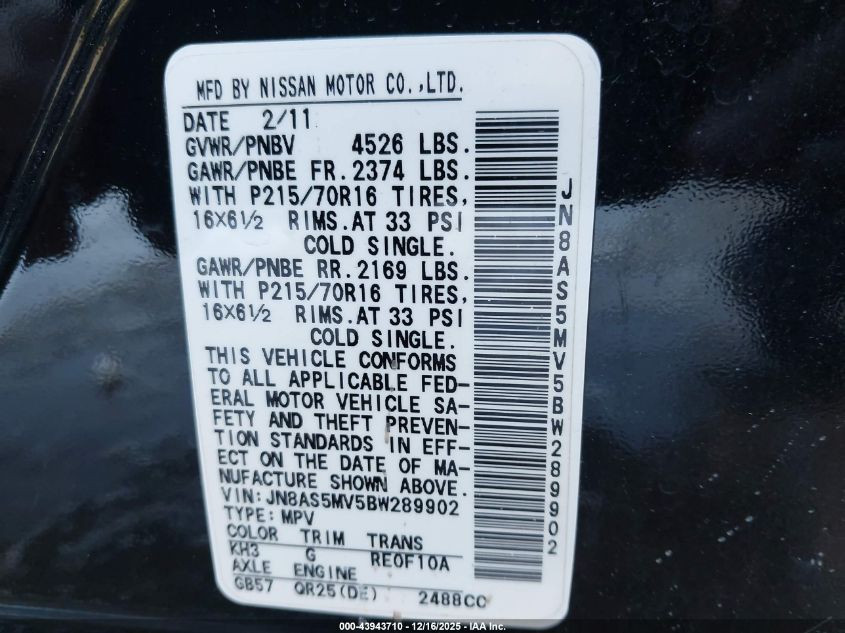 MFD BY NISSAN MOTOR CO.,LTD.
DATE 2/11
GVWR/PNBV 4526 LBS.
GAWR/PNBE FR.2374 LBS.
WITH P215/70R16 TIRES,
16X6½ RIMS.AT 33 PSI
COLD SINGLE.
GAWR/PNBE RR.2169 LBS.
WITH P215/70R16 TIRES,
16X6½ RIMS.AT 33 PSI
COLD SINGLE.
THIS VEHICLE CONFORMS
TO ALL APPLICABLE FED-
ERAL MOTOR VEHICLE SA-
FETY AND THEFT PREVEN-
TION STANDARDS IN EFF-
ECT ON THE DATE OF MA-
NUFACTURE SHOWN ABOVE.
VIN:JN8AS5MV5BW289902
TYPE:MPV
COLOR TRIM TRANS
KH3 G RE0F10A
AXLE ENGINE
GB57 QR25(DE) 2488CC
JN8AS5MV5BW289902
000-43943710 - 12/16/2025 - IAA Inc.